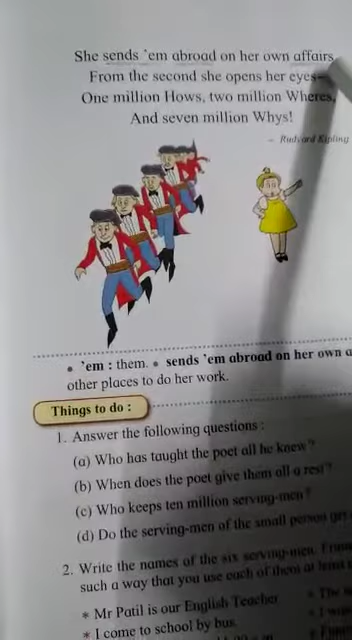 She sends 'em abroad on her own affairs,
From the second she opens her eyes—
One million Hows, two million Wheres,
And seven million Whys!
– Rudyard Kipling
• 'em : them. • sends 'em abroad on her own
other places to do her work.
Things to do :
1. Answer the following questions :
(a) Who has taught the poet all he knew?
(b) When does the poet give them all a rest?
(c) Who keeps ten million serving-men?
(d) Do the serving-men of the small person get
2. Write the names of the six serving-men.
such a way that you use each of them at least
* Mr Patil is our English Teacher
* I come to school by bus.